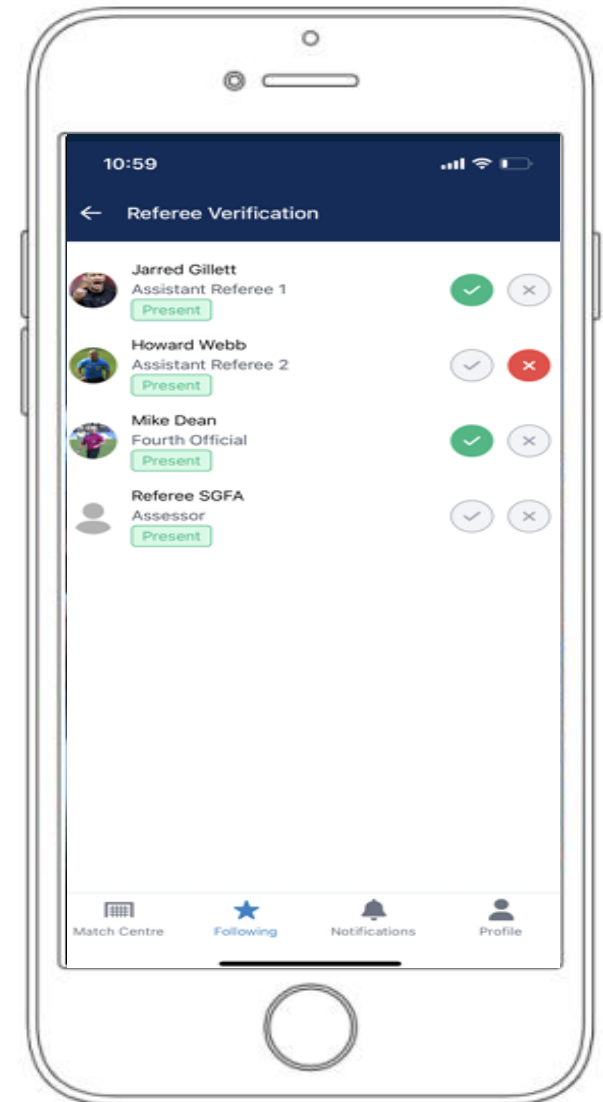 10:59
Referee Verification
Jarred Gillett
Assistant Referee 1
Present
Howard Webb
Assistant Referee 2
Present
Mike Dean
Fourth Official
Present
Referee SGFA
Assessor
Present
Match Centre Following Notifications Profile